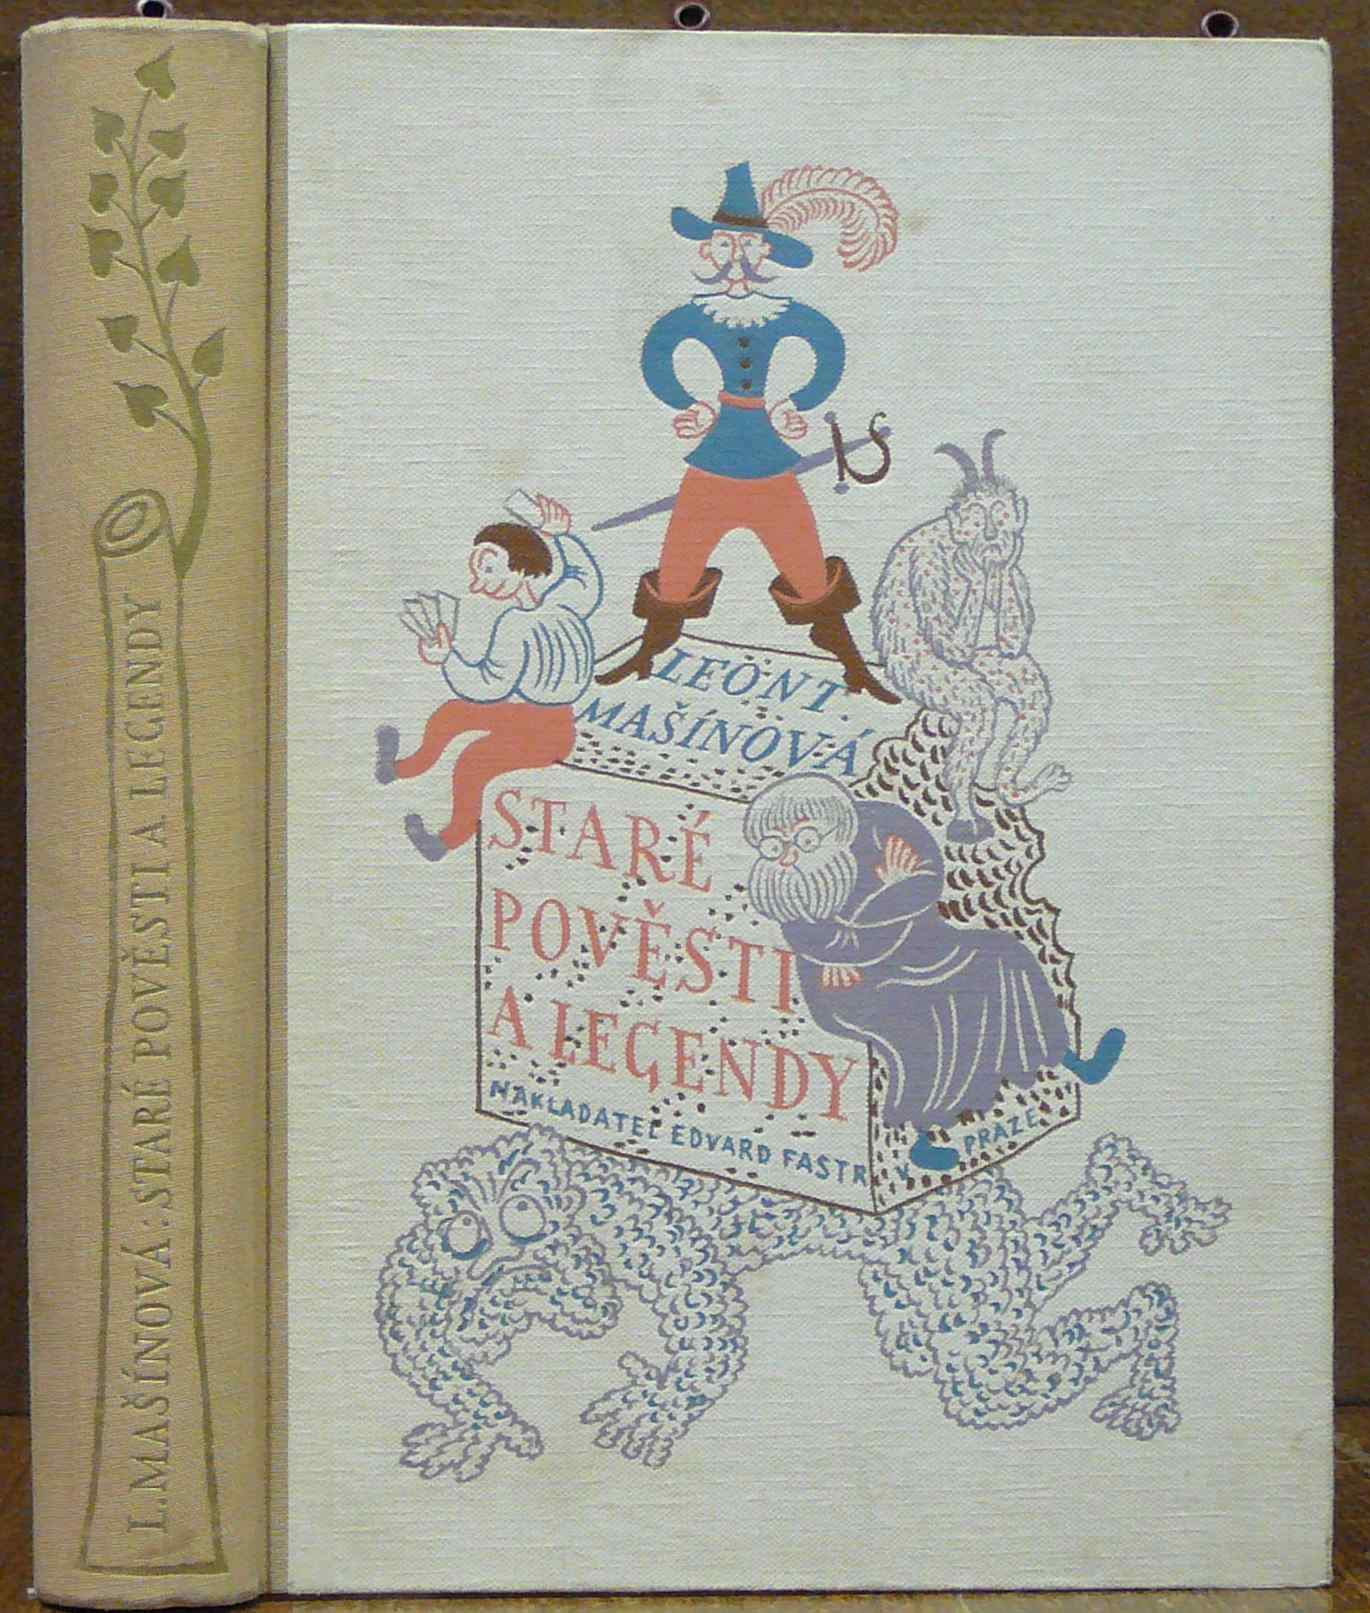 L. MAŠÍNOVÁ: STARÉ POVĚSTI A LEGENDY
LEONT.
MAŠÍNOVÁ
STARÉ
POVĚSTI
A LEGENDY
NAKLADATEL EDVARD FASTR V PRAZE